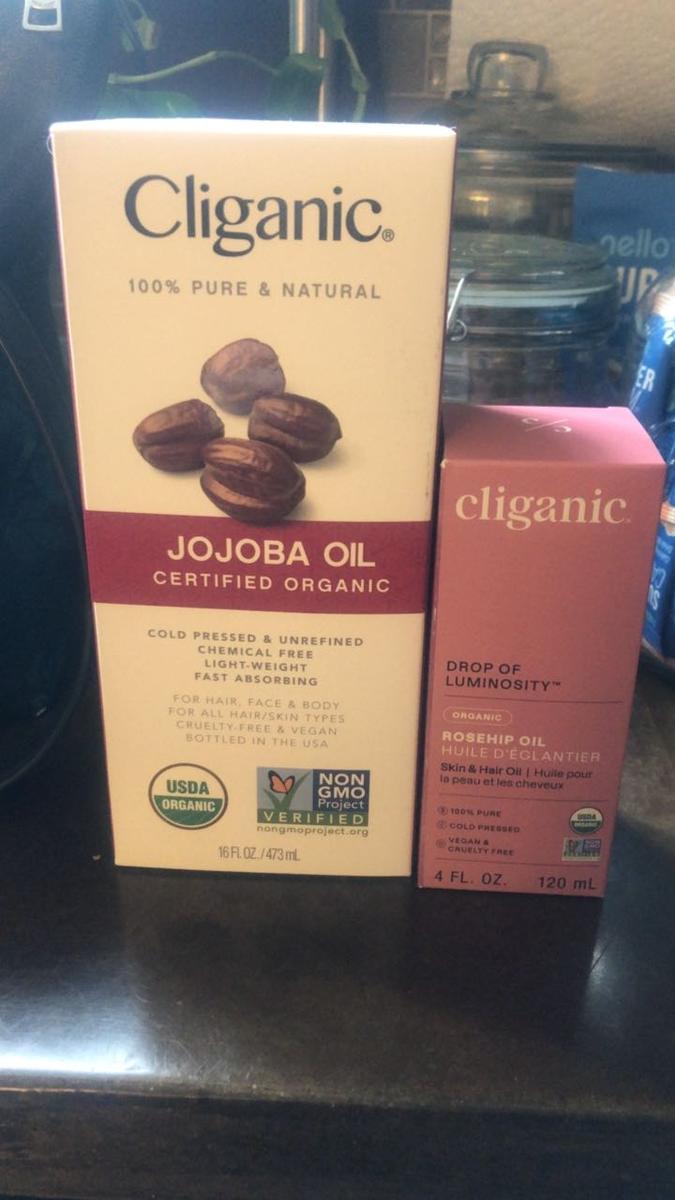 Cliganic®
100% PURE & NATURAL
JOJOBA OIL
CERTIFIED ORGANIC
COLD PRESSED & UNREFINED
CHEMICAL FREE
LIGHT-WEIGHT
FAST ABSORBING
FOR HAIR, FACE & BODY
FOR ALL HAIR/SKIN TYPES
CRUELTY-FREE & VEGAN
BOTTLED IN THE USA
USDA
ORGANIC
NON
GMO
Project
VERIFIED
nongmoproject.org
16 FL. OZ. / 473 mL
c/c
cliganic
DROP OF
LUMINOSITY™
ORGANIC
ROSEHIP OIL
HUILE D'ÉGLANTIER
Skin & Hair Oil | Huile pour
la peau et les cheveux
100% PURE
COLD PRESSED
VEGAN &
CRUELTY FREE
USDA
ORGANIC
4 FL. OZ. 120 mL
ER